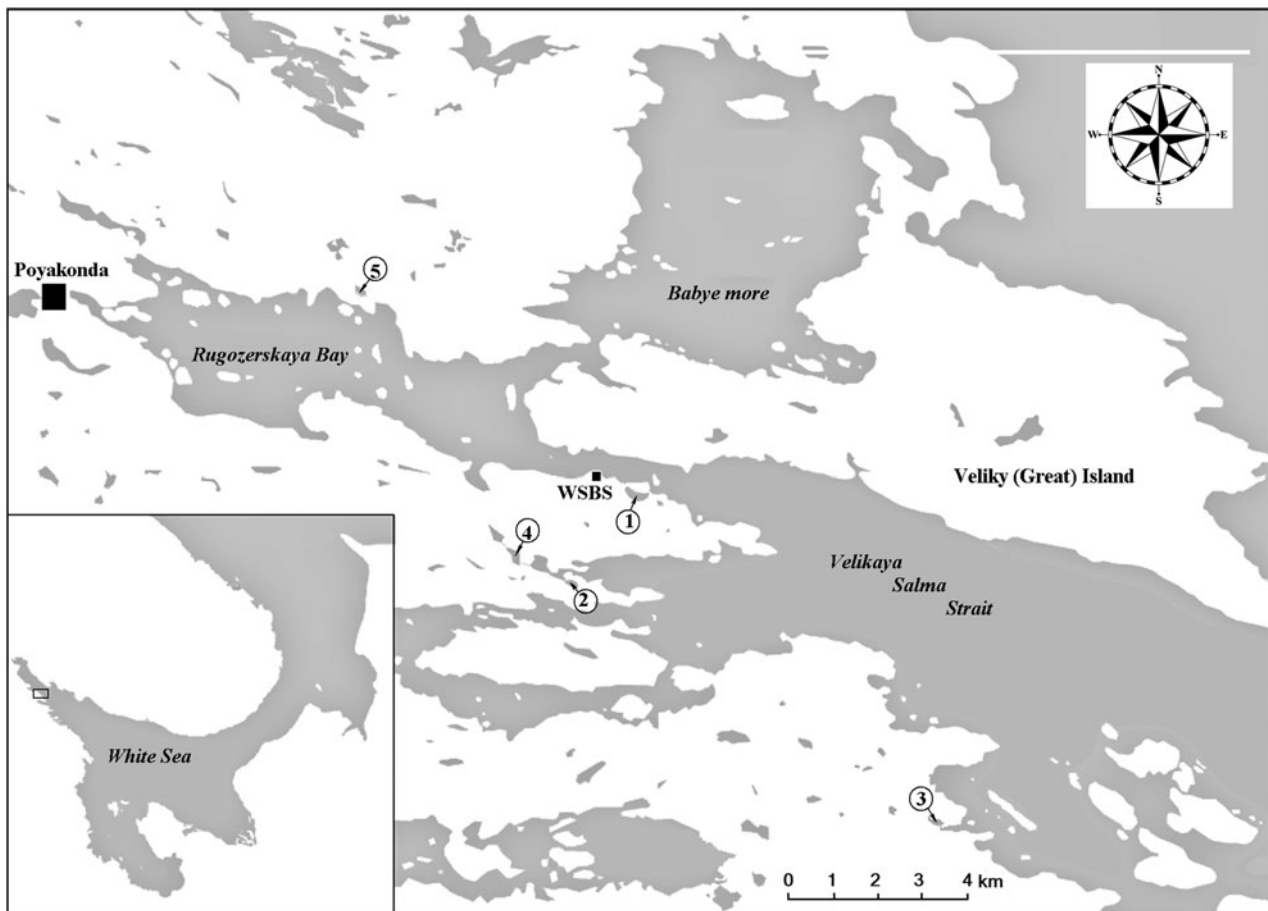 N
W
E
S
5
Poyakonda
Babye more
Rugozerskaya Bay
Veliky (Great) Island
WSBS
1
4
Velikaya
Salma
Strait
2
White Sea
3
0 1 2 3 4 km